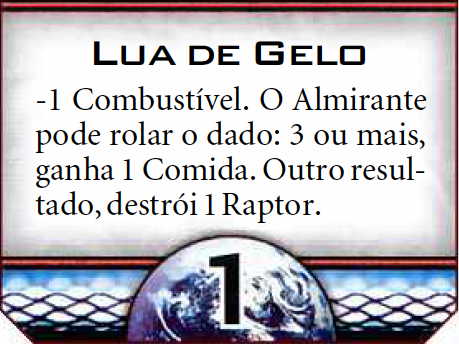 LUA DE GELO
-1 Combustível. O Almirante
pode rolar o dado: 3 ou mais,
ganha 1 Comida. Outro resul-
tado, destrói 1 Raptor.
1